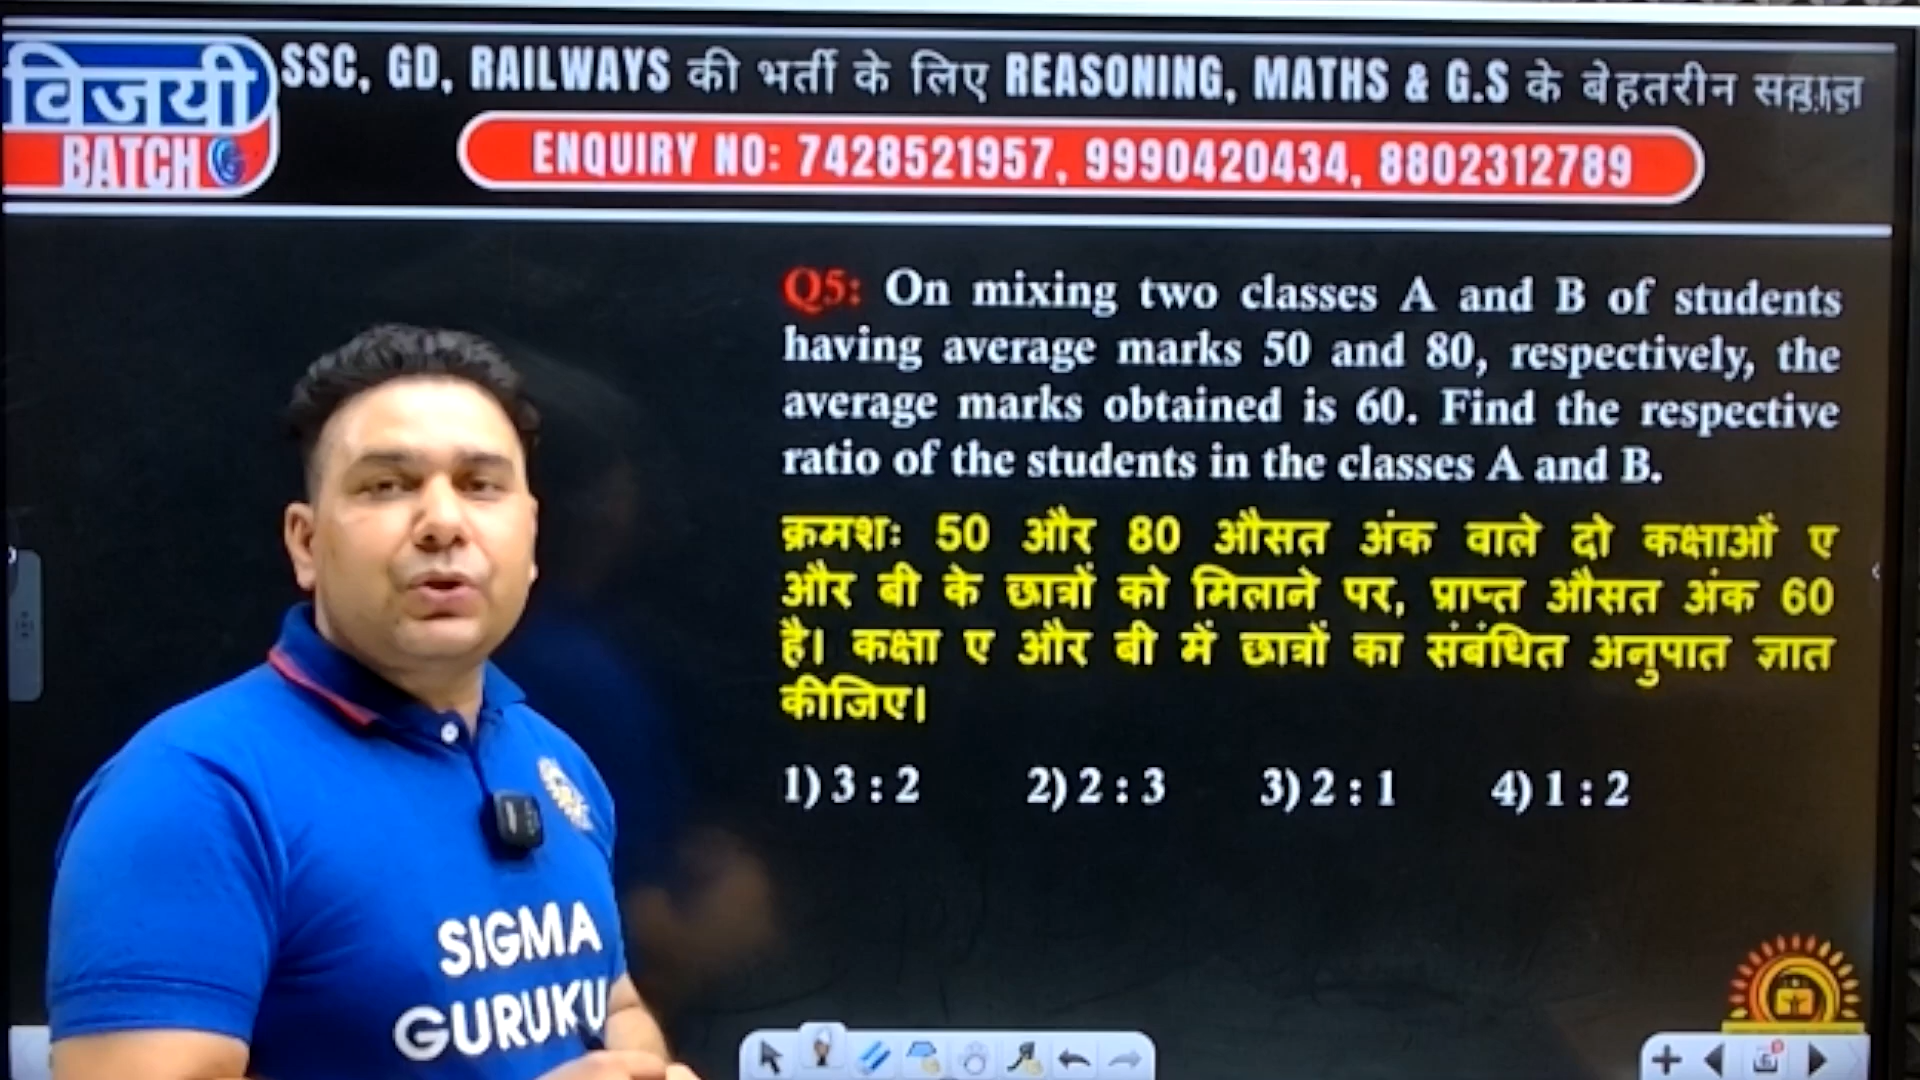 विजयी
BATCH
SSC, GD, RAILWAYS की भर्ती के लिए REASONING, MATHS & G.S के बेहतरीन सवाल
ENQUIRY NO: 7428521957, 9990420434, 8802312789
Q5: On mixing two classes A and B of students
having average marks 50 and 80, respectively, the
average marks obtained is 60. Find the respective
ratio of the students in the classes A and B.
क्रमशः 50 और 80 औसत अंक वाले दो कक्षाओं ए
और बी के छात्रों को मिलाने पर, प्राप्त औसत अंक 60
है। कक्षा ए और बी में छात्रों का संबंधित अनुपात ज्ञात
कीजिए।
1) 3 : 2 2) 2 : 3 3) 2 : 1 4) 1 : 2
SIGMA
GURUKU